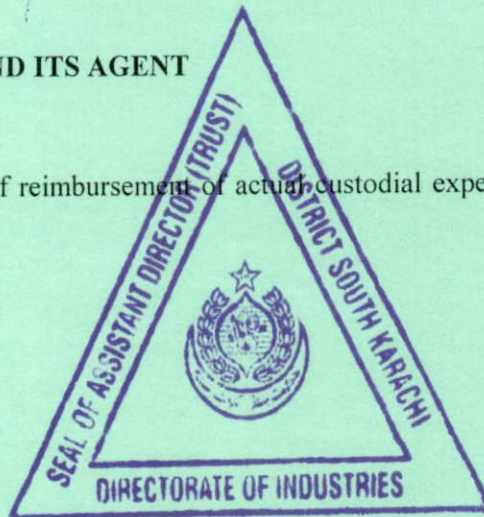 ND ITS AGENT
f reimbursement of actual custodial expe
SEAL OF ASSISTANT DIRECTOR (TRUST)
DISTRICT SOUTH KARACHI
DIRECTORATE OF INDUSTRIES